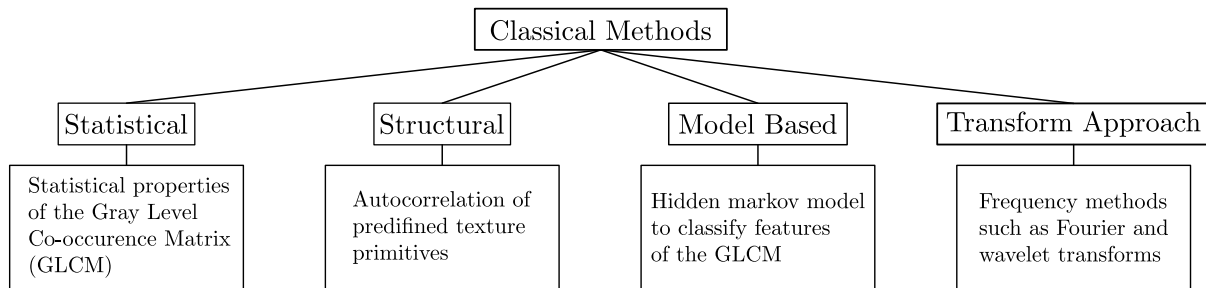 Classical Methods
Statistical
Structural
Model Based
Transform Approach
Statistical properties
of the Gray Level
Co-occurence Matrix
(GLCM)
Autocorrelation of
predifined texture
primitives
Hidden markov model
to classify features
of the GLCM
Frequency methods
such as Fourier and
wavelet transforms